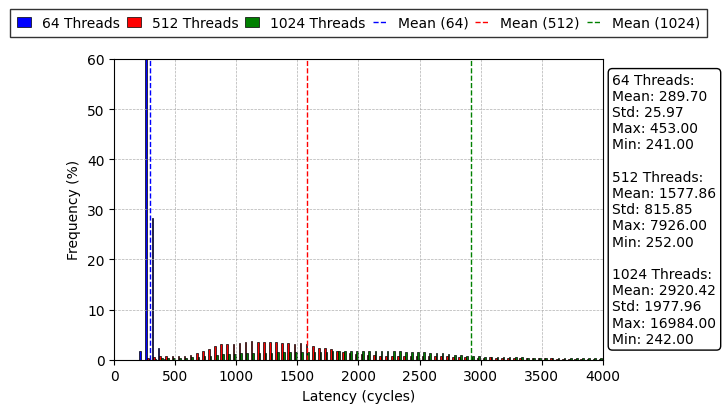 64 Threads 512 Threads 1024 Threads Mean (64) Mean (512) Mean (1024)
60
50
40
30
20
10
0
Frequency (%)
0 500 1000 1500 2000 2500 3000 3500 4000
Latency (cycles)
64 Threads:
Mean: 289.70
Std: 25.97
Max: 453.00
Min: 241.00
512 Threads:
Mean: 1577.86
Std: 815.85
Max: 7926.00
Min: 252.00
1024 Threads:
Mean: 2920.42
Std: 1977.96
Max: 16984.00
Min: 242.00